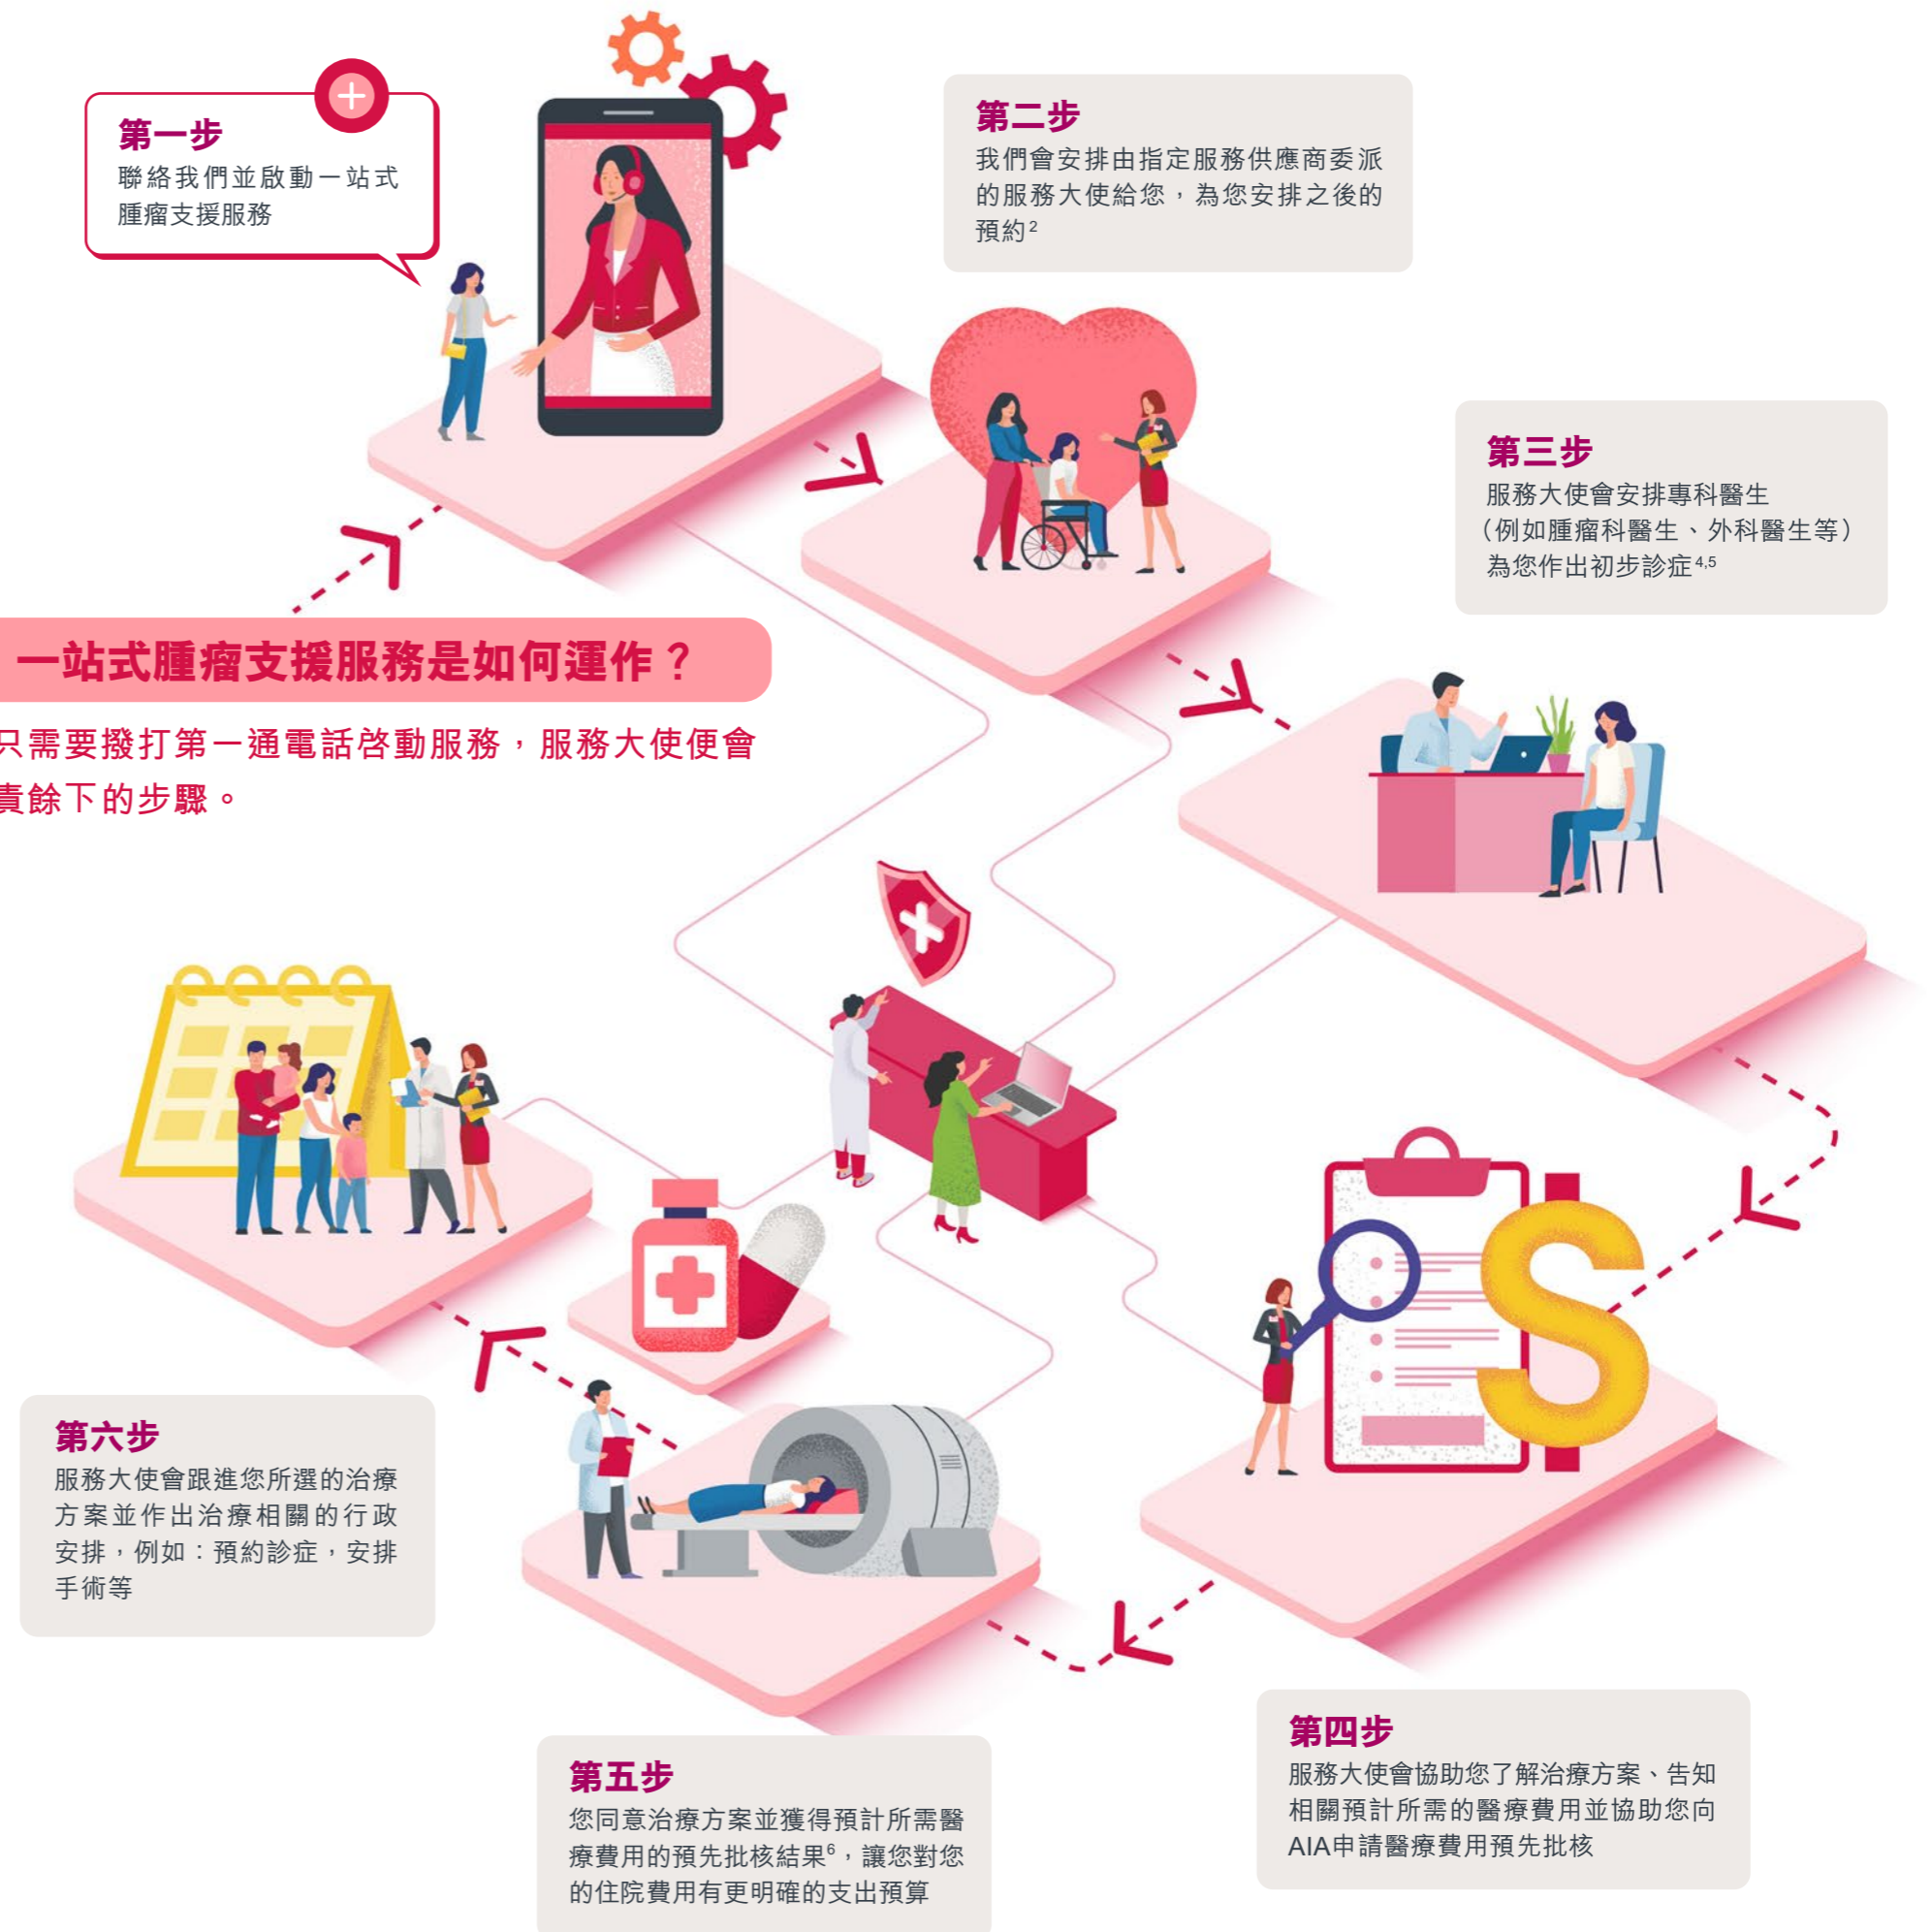 第一步
聯絡我們並啟動一站式
腫瘤支援服務
第二步
我們會安排由指定服務供應商委派
的服務大使給您，為您安排之後的
預約2
第三步
服務大使會安排專科醫生
（例如腫瘤科醫生、外科醫生等）
為您作出初步診症4,5
一站式腫瘤支援服務是如何運作？
只需要撥打第一通電話啓動服務，服務大使便會
責餘下的步驟。
第四步
服務大使會協助您了解治療方案、告知
相關預計所需的醫療費用並協助您向
AIA申請醫療費用預先批核
第五步
您同意治療方案並獲得預計所需醫
療費用的預先批核結果6，讓您對您
的住院費用有更明確的支出預算
第六步
服務大使會跟進您所選的治療
方案並作出治療相關的行政
安排，例如：預約診症，安排
手術等